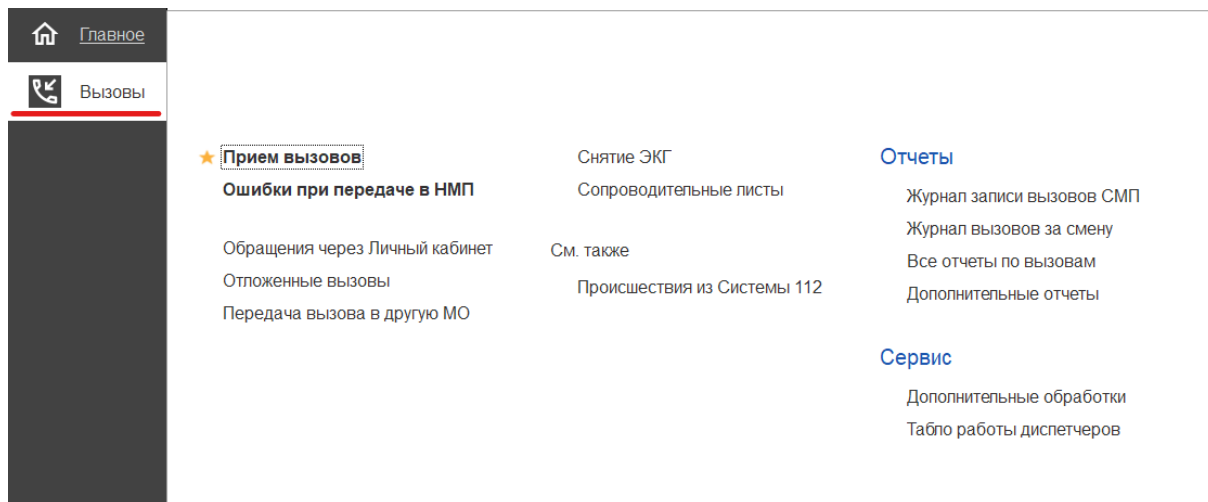 Главное
Вызовы
Прием вызовов
Ошибки при передаче в НМП
Обращения через Личный кабинет
Отложенные вызовы
Передача вызова в другую МО
Снятие ЭКГ
Сопроводительные листы
См. также
Происшествия из Системы 112
Отчеты
Журнал записи вызовов СМП
Журнал вызовов за смену
Все отчеты по вызовам
Дополнительные отчеты
Сервис
Дополнительные обработки
Табло работы диспетчеров